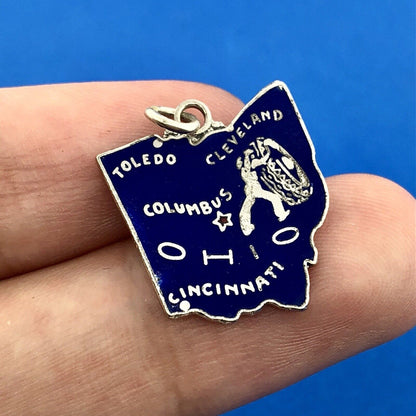 TOLEDO
CLEVELAND
COLUMBUS
OHIO
CINCINNATI